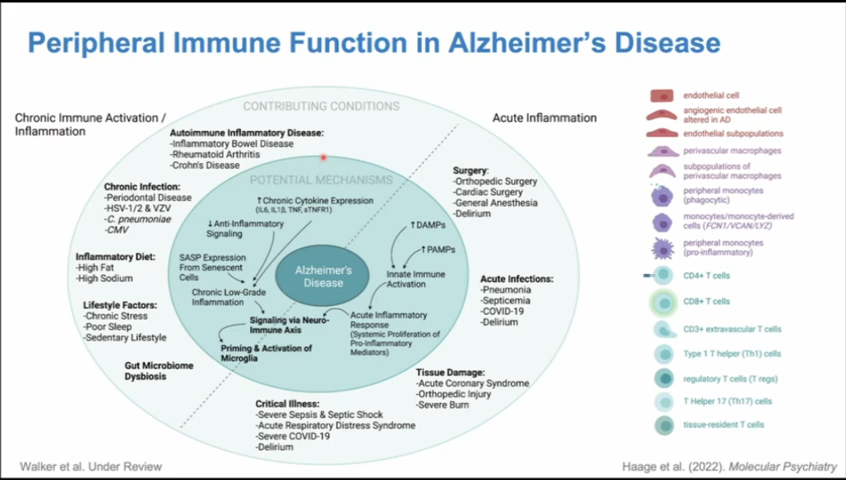 Peripheral Immune Function in Alzheimer's Disease
Chronic Immune Activation /
Inflammation
CONTRIBUTING CONDITIONS
Acute Inflammation
Autoimmune Inflammatory Disease:
-Inflammatory Bowel Disease
-Rheumatoid Arthritis
-Crohn's Disease
Chronic Infection:
-Periodontal Disease
-HSV-1/2 & VZV
-C. pneumoniae
-CMV
Inflammatory Diet:
-High Fat
-High Sodium
Lifestyle Factors:
-Chronic Stress
-Poor Sleep
-Sedentary Lifestyle
Gut Microbiome
Dysbiosis
POTENTIAL MECHANISMS
↑Chronic Cytokine Expression
(IL6, IL1β, TNF, sTNFR1)
↓Anti-Inflammatory
Signaling
SASP Expression
From Senescent
Cells
Chronic Low-Grade
Inflammation
Alzheimer's
Disease
↑DAMPs
↑PAMPs
Innate Immune
Activation
Signaling via Neuro-
Immune Axis
Priming & Activation of
Microglia
Acute Inflammatory
Response
(Systemic Proliferation of
Pro-Inflammatory
Mediators)
Surgery:
-Orthopedic Surgery
-Cardiac Surgery
-General Anesthesia
-Delirium
Acute Infections:
-Pneumonia
-Septicemia
-COVID-19
-Delirium
Tissue Damage:
-Acute Coronary Syndrome
-Orthopedic Injury
-Severe Burn
Critical Illness:
-Severe Sepsis & Septic Shock
-Acute Respiratory Distress Syndrome
-Severe COVID-19
-Delirium
endothelial cell
angiogenic endothelial cell
altered in AD
endothelial subpopulations
perivascular macrophages
subpopulations of
perivascular macrophages
peripheral monocytes
(phagocytic)
monocytes/monocyte-derived
cells (FCN1/VCAN/LYZ)
peripheral monocytes
(pro-inflammatory)
CD4+ T cells
CD8+ T cells
CD3+ extravascular T cells
Type 1 T helper (Th1) cells
regulatory T cells (T regs)
T Helper 17 (Th17) cells
tissue-resident T cells
Walker et al. Under Review
Haage et al. (2022). Molecular Psychiatry